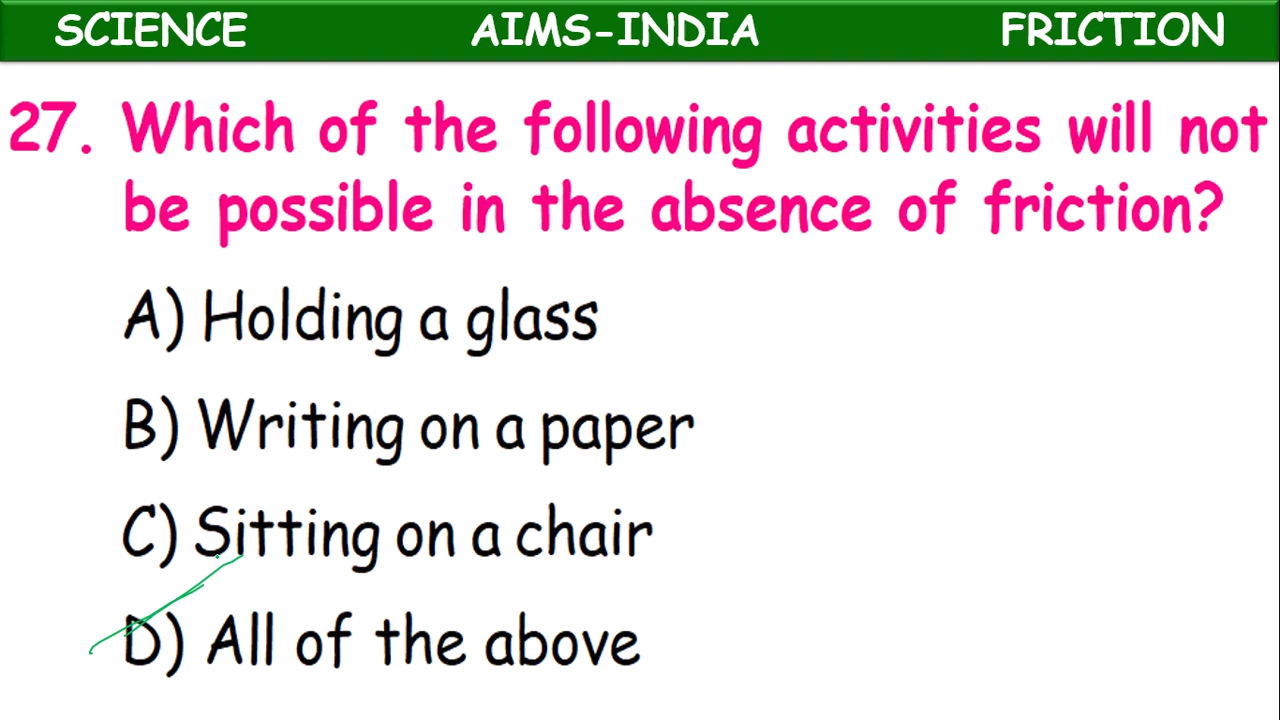 SCIENCE AIMS-INDIA FRICTION
27. Which of the following activities will not
be possible in the absence of friction?
A) Holding a glass
B) Writing on a paper
C) Sitting on a chair
D) All of the above